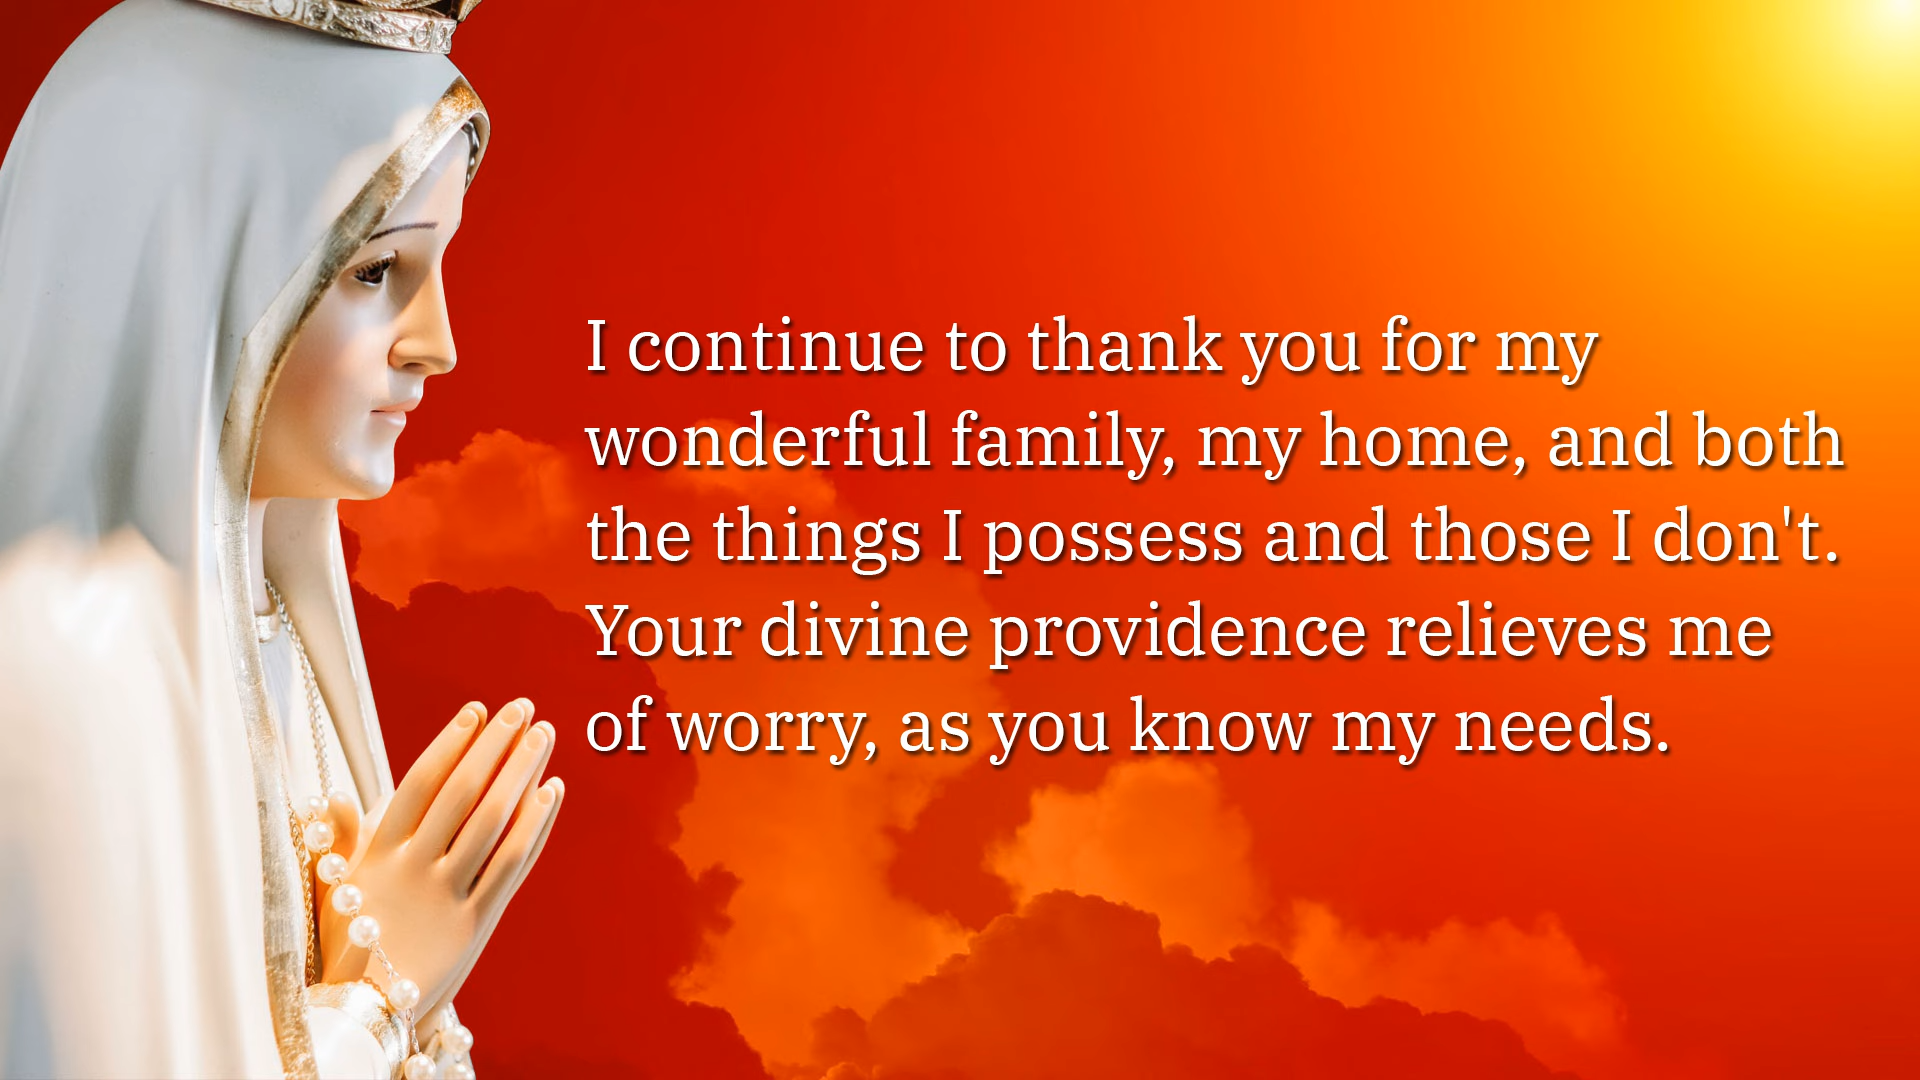 I continue to thank you for my
wonderful family, my home, and both
the things I possess and those I don't.
Your divine providence relieves me
of worry, as you know my needs.